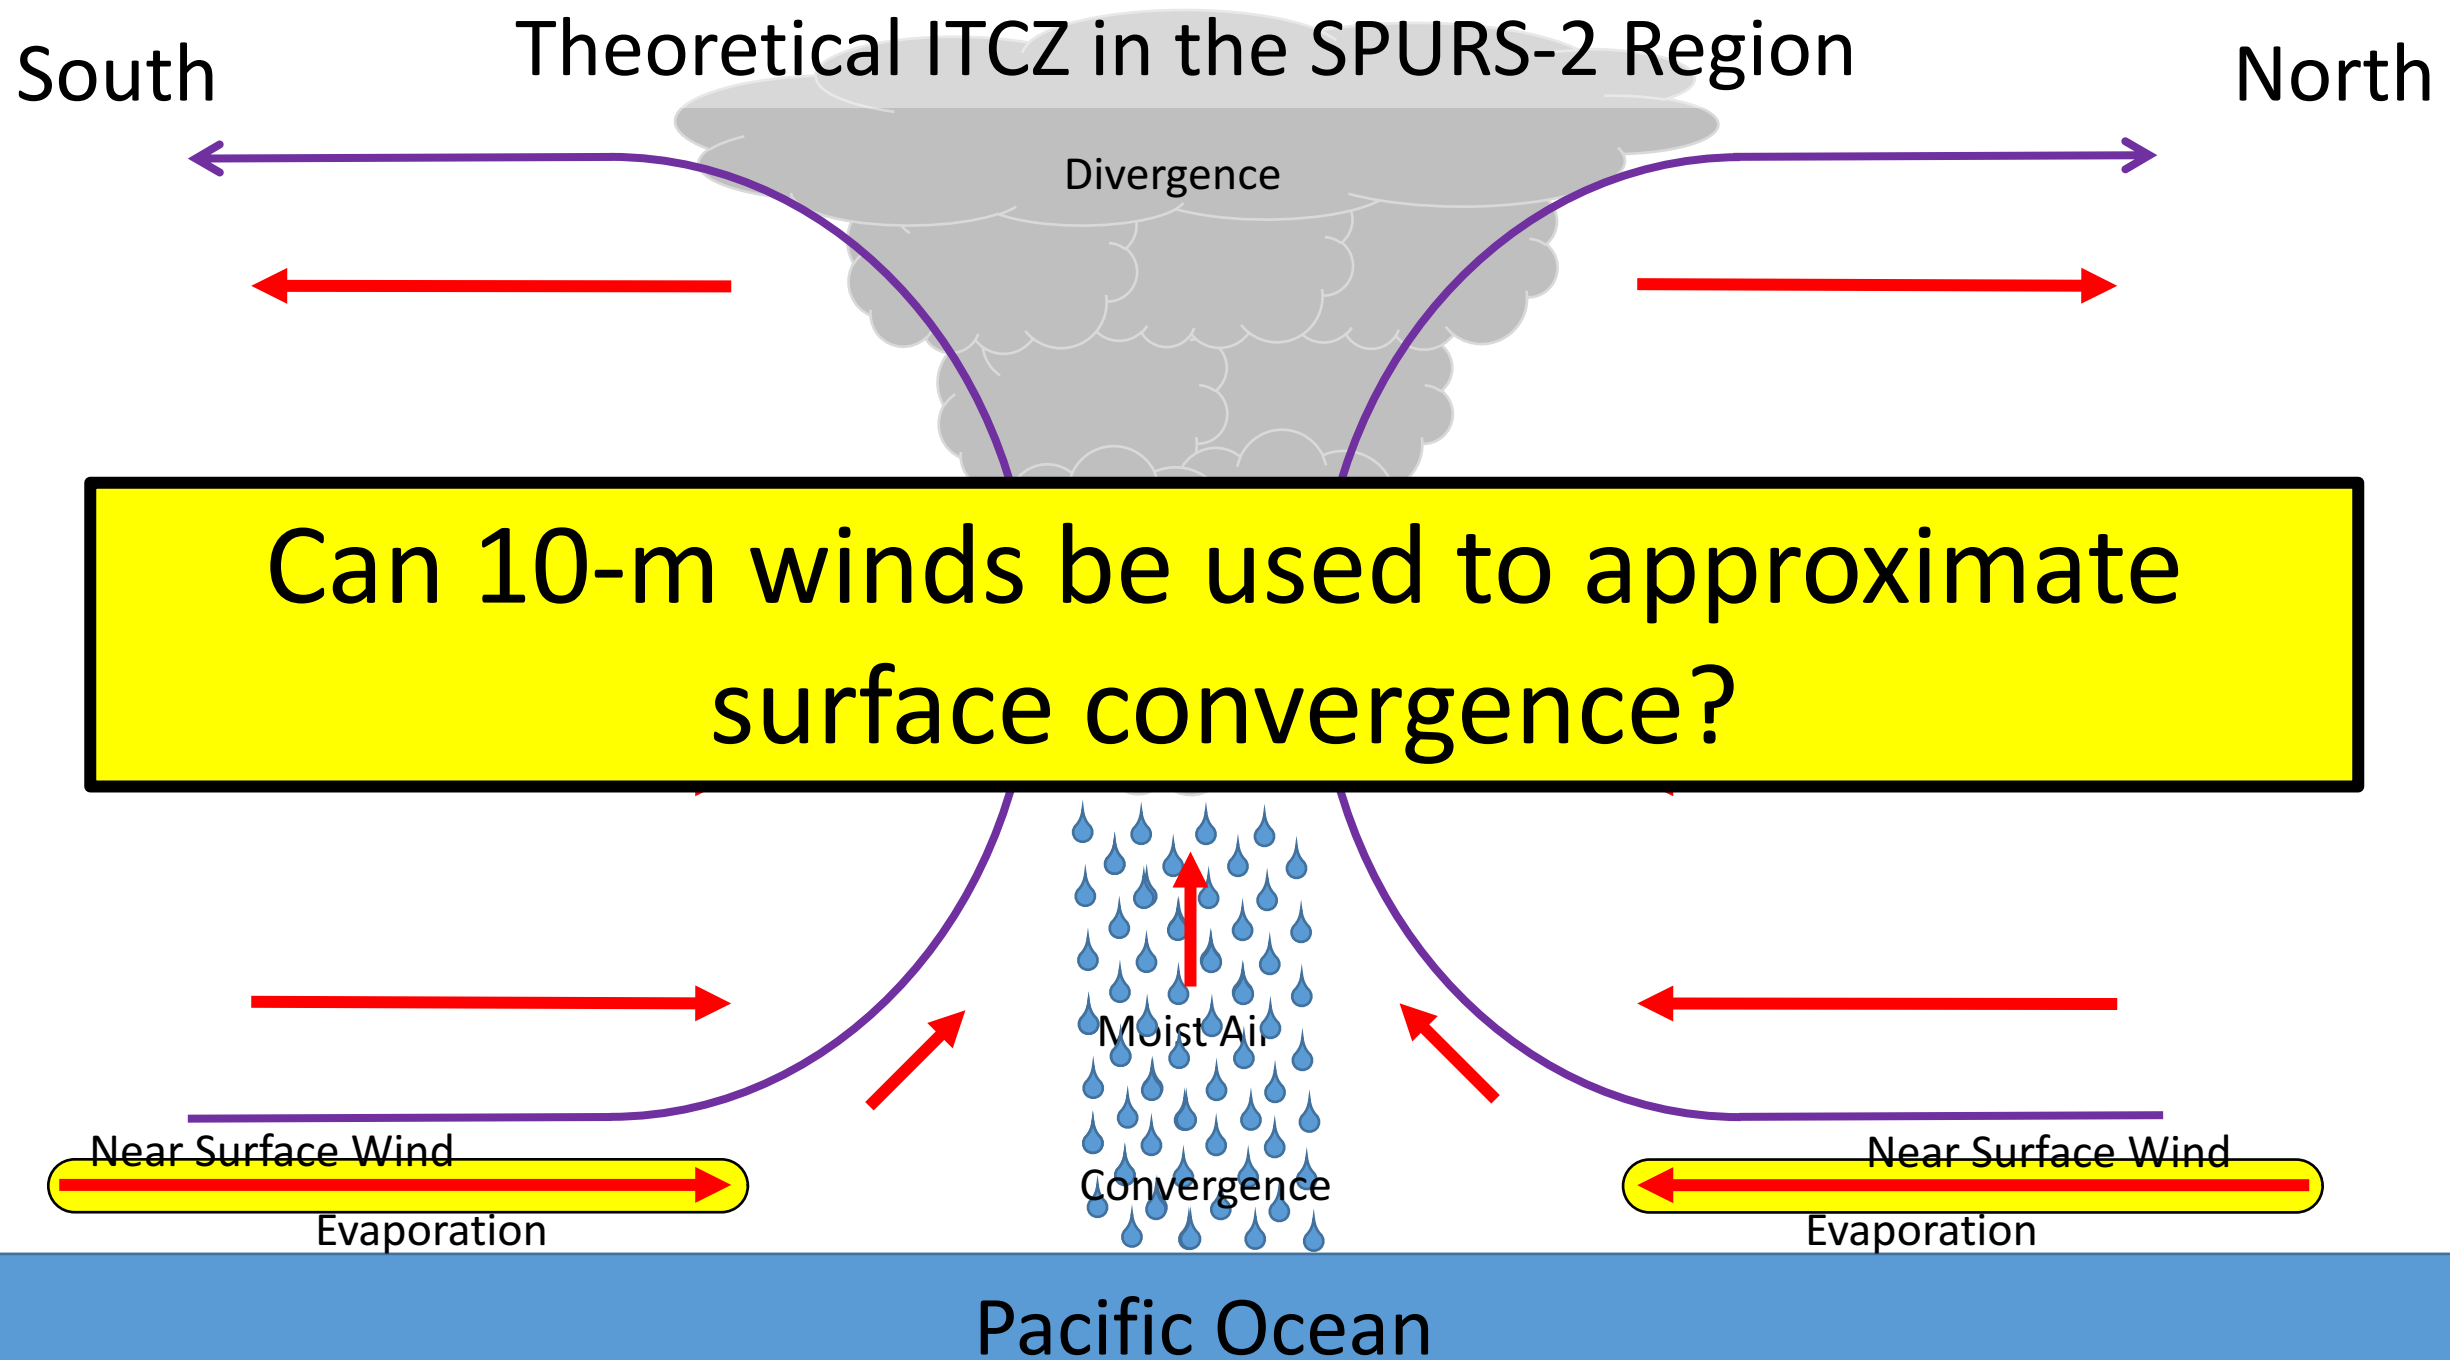 Theoretical ITCZ in the SPURS-2 Region
South
North
Divergence
Can 10-m winds be used to approximate
surface convergence?
Moist Air
Near Surface Wind
Near Surface Wind
Convergence
Evaporation
Evaporation
Pacific Ocean